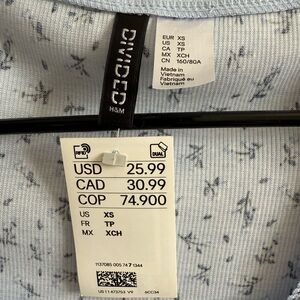 DIVIDED
H&M
EUR XS
US XS
CA TP
MX XCH
CN 160/80A
Made in
Vietnam
Fabriqué au
Vietnam
DUAL
USD 25.99
CAD 30.99
COP 74.900
US XS
FR TP
MX XCH